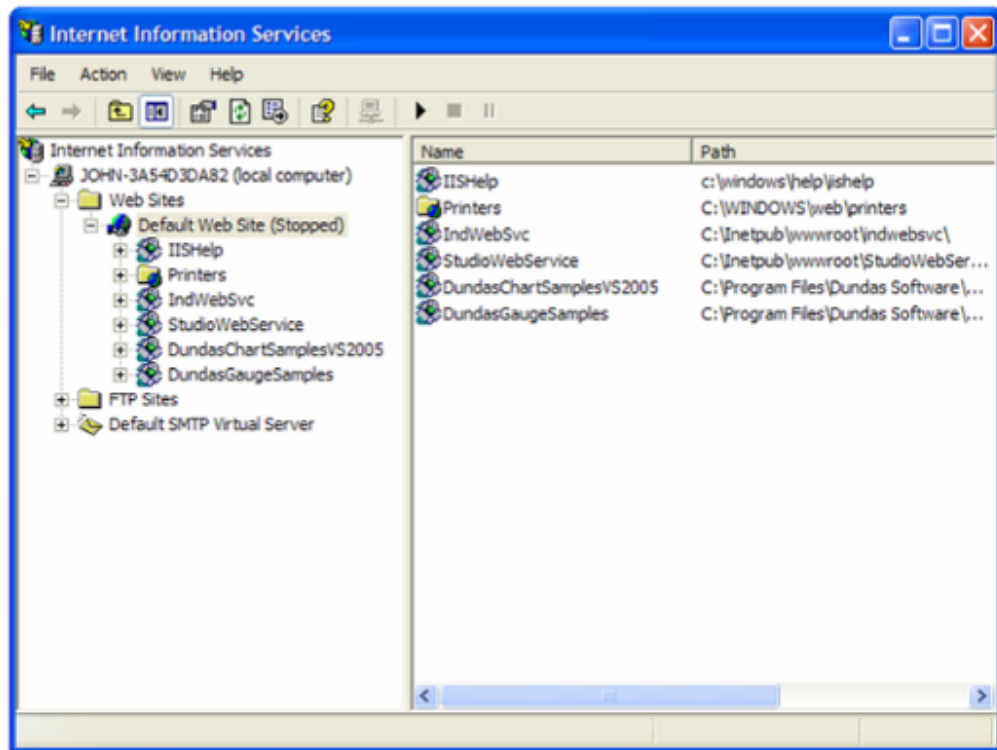 Internet Information Services
File Action View Help
Internet Information Services
JOHN-3A54D3DA82 (local computer)
Web Sites
Default Web Site (Stopped)
IISHelp
Printers
IndWebSvc
StudioWebService
DundasChartSamplesVS2005
DundasGaugeSamples
FTP Sites
Default SMTP Virtual Server
Name Path
IISHelp c:\windows\help\iishelp
Printers C:\WINDOWS\web\printers
IndWebSvc C:\Inetpub\wwwroot\indwebsvc\
StudioWebService C:\Inetpub\wwwroot\StudioWebSer...
DundasChartSamplesVS2005 C:\Program Files\Dundas Software\...
DundasGaugeSamples C:\Program Files\Dundas Software\...